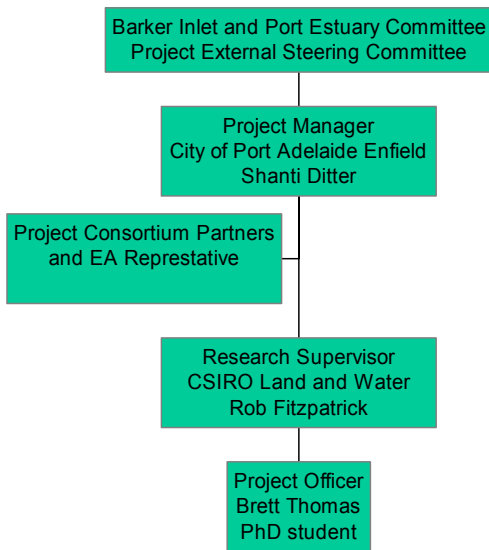 Barker Inlet and Port Estuary Committee
Project External Steering Committee
Project Manager
City of Port Adelaide Enfield
Shanti Ditter
Project Consortium Partners
and EA Represtative
Research Supervisor
CSIRO Land and Water
Rob Fitzpatrick
Project Officer
Brett Thomas
PhD student